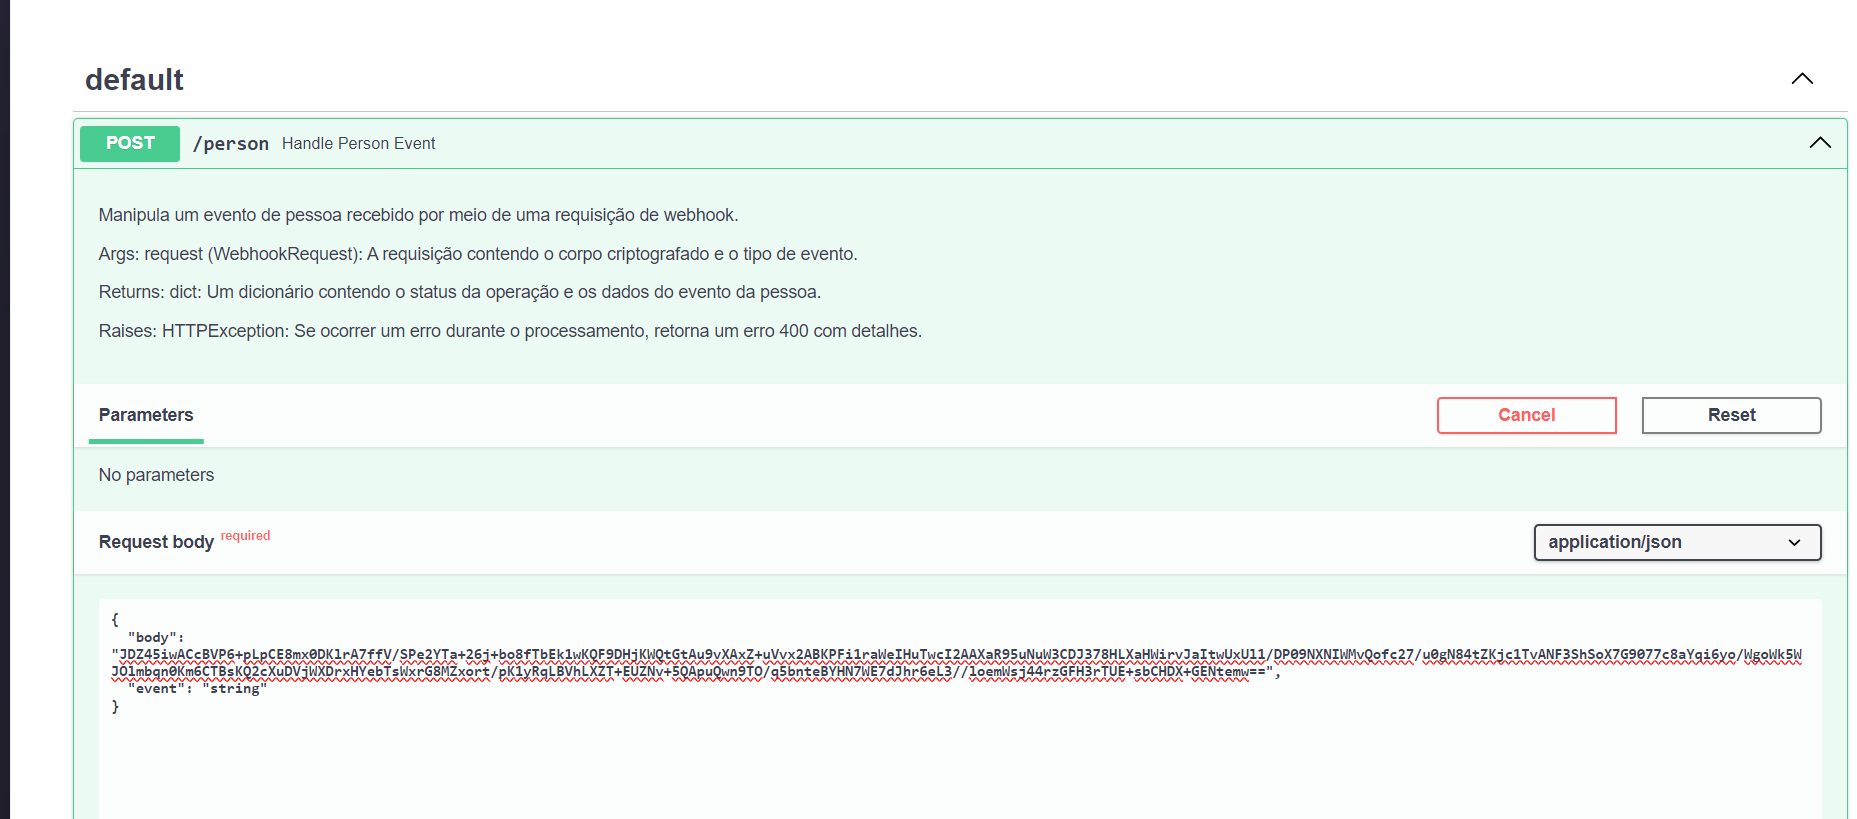 default
POST /person Handle Person Event
Manipula um evento de pessoa recebido por meio de uma requisição de webhook.
Args: request (WebhookRequest): A requisição contendo o corpo criptografado e o tipo de evento.
Returns: dict: Um dicionário contendo o status da operação e os dados do evento da pessoa.
Raises: HTTPException: Se ocorrer um erro durante o processamento, retorna um erro 400 com detalhes.
Parameters Cancel Reset
No parameters
Request body required application/json
{
"body":
"JDZ45iwACcBVP6+pLpCE8mx0DK1rA7ffV/SPe2YTa+26j+bo8fTbEk1wKQF9DHjKWQtGtAu9vXAxZ+uVvx2ABKPFi1raWeIHuTwcI2AAXaR95uNuW3CDJ378HLXaHWirvJaItwUxU11/DP09NXNIWMvQofc27/u0gN84tZKjc1TvANF3ShSoX7G9077c8aYqi6yo/WgoWk5W
JO1mbqn0Km6CTBsKQ2cXuDVjWXDrxHYebTsWxrG8MZxort/pK1yRqLBVhLXZT+EUZNv+5QApuQwn9TO/q5bnteBYHN7WE7dJhr6eL3//1oemWsj44rzGFH3rTUE+sbCHDX+GENtemw==",
"event": "string"
}